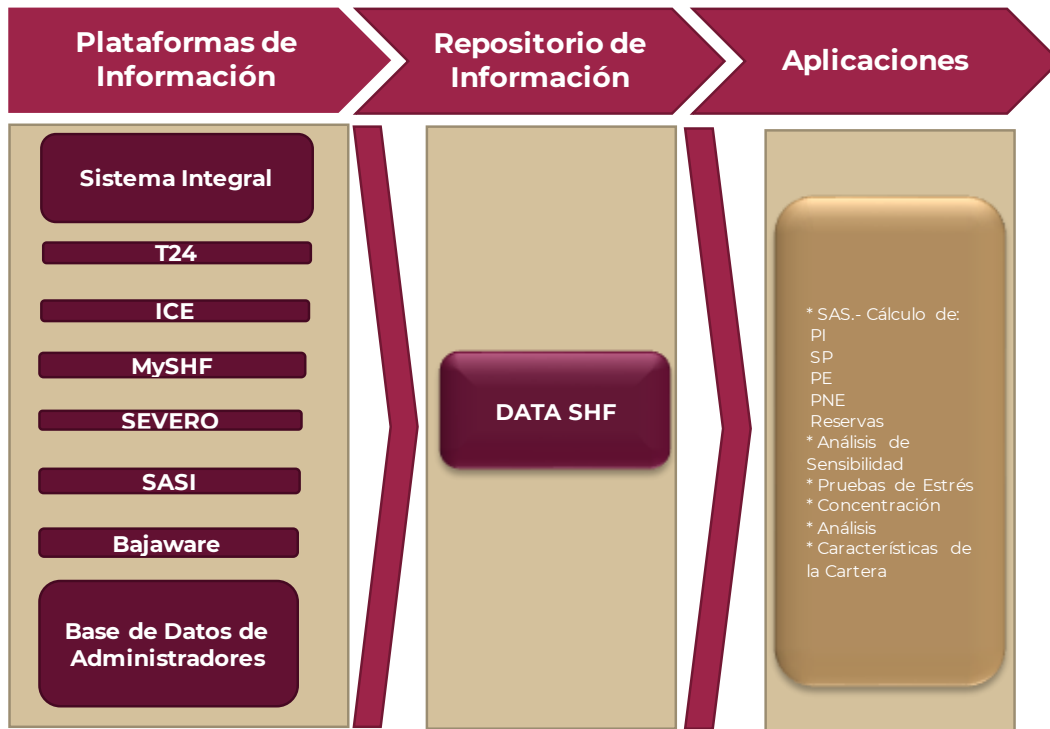 Plataformas de
Información
Repositorio de
Información
Aplicaciones
Sistema Integral
T24
ICE
MySHF
SEVERO
SASI
Bajaware
Base de Datos de
Administradores
DATA SHF
* SAS.- Cálculo de:
PI
SP
PE
PNE
Reservas
* Análisis de
Sensibilidad
* Pruebas de Estrés
* Concentración
* Análisis
* Características de
la Cartera